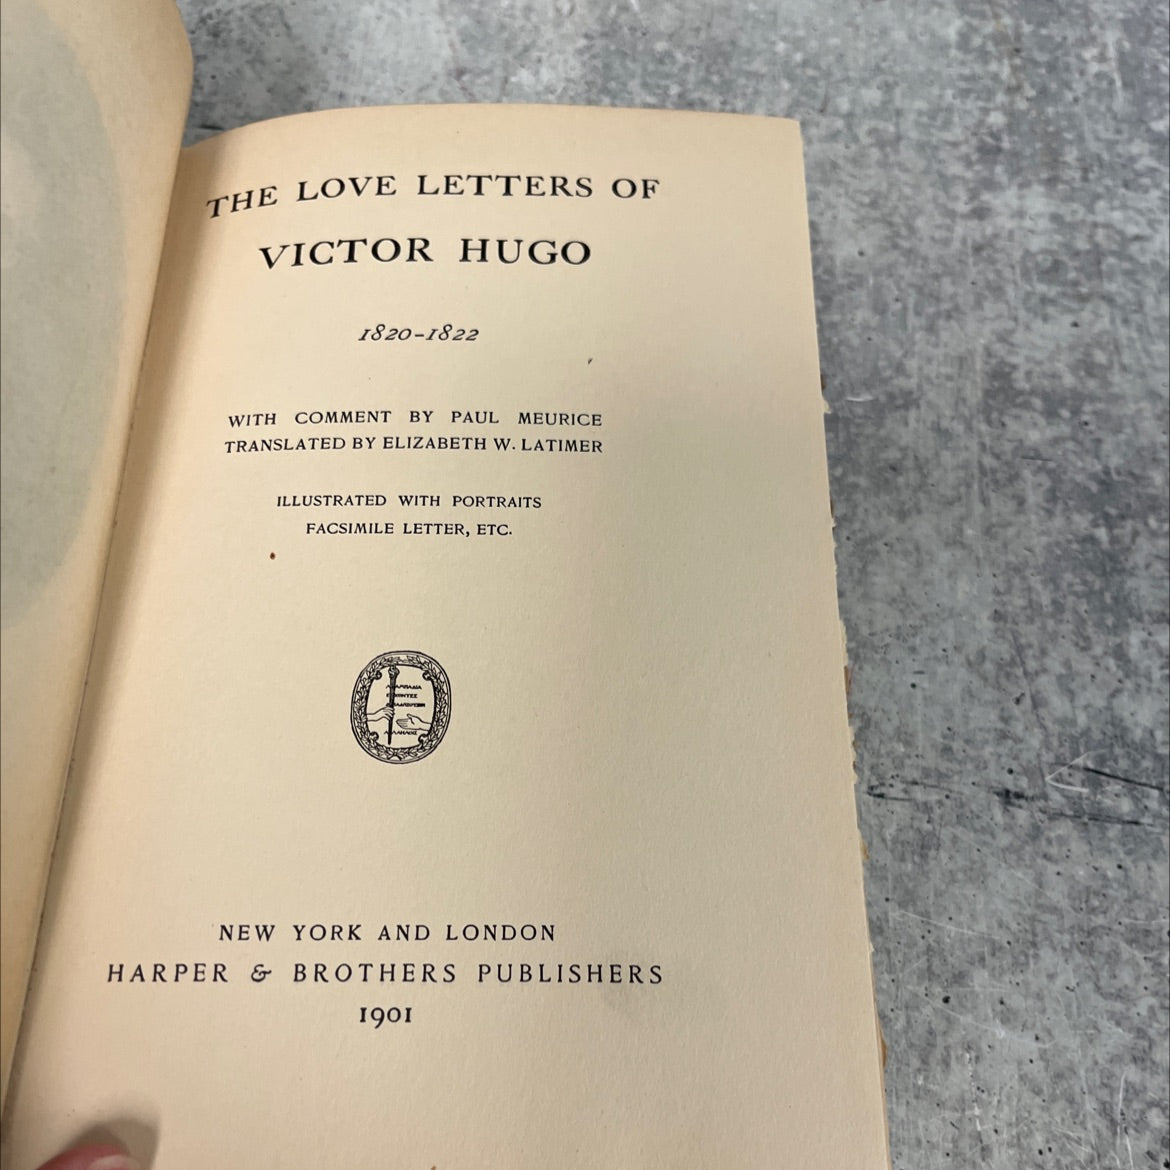 THE LOVE LETTERS OF
VICTOR HUGO
1820-1822
WITH COMMENT BY PAUL MEURICE
TRANSLATED BY ELIZABETH W. LATIMER
ILLUSTRATED WITH PORTRAITS
FACSIMILE LETTER, ETC.
NEW YORK AND LONDON
HARPER & BROTHERS PUBLISHERS
1901